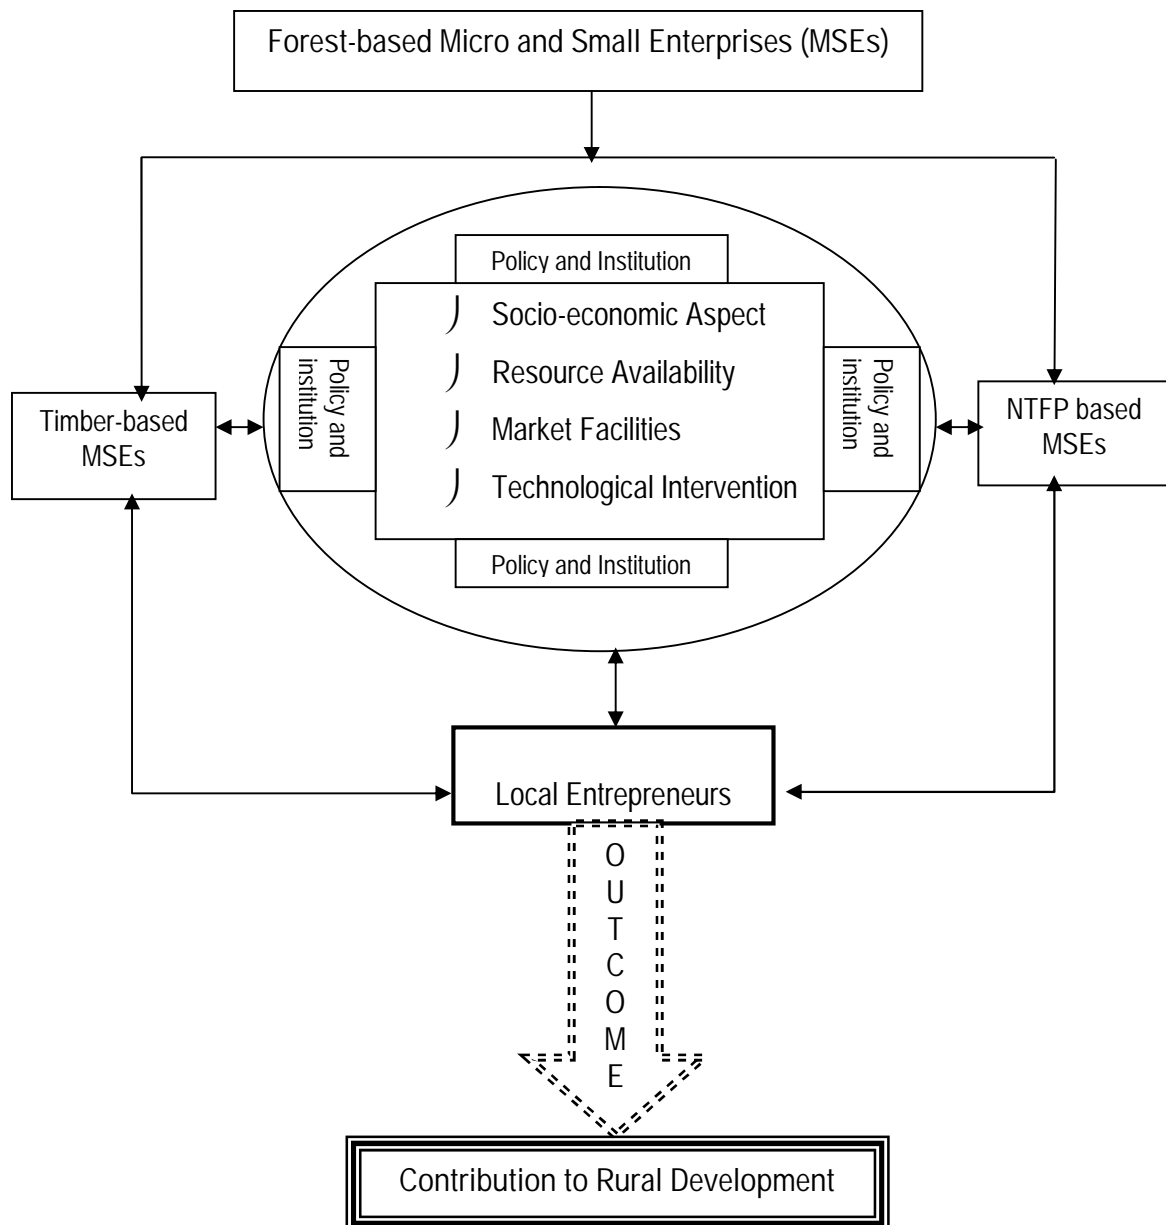 Forest-based Micro and Small Enterprises (MSEs)
Policy and Institution
Socio-economic Aspect
Resource Availability
Market Facilities
Technological Intervention
Policy and Institution
Policy and
institution
Policy and
institution
Timber-based
MSEs
NTFP based
MSEs
Local Entrepreneurs
OUTCOME
Contribution to Rural Development